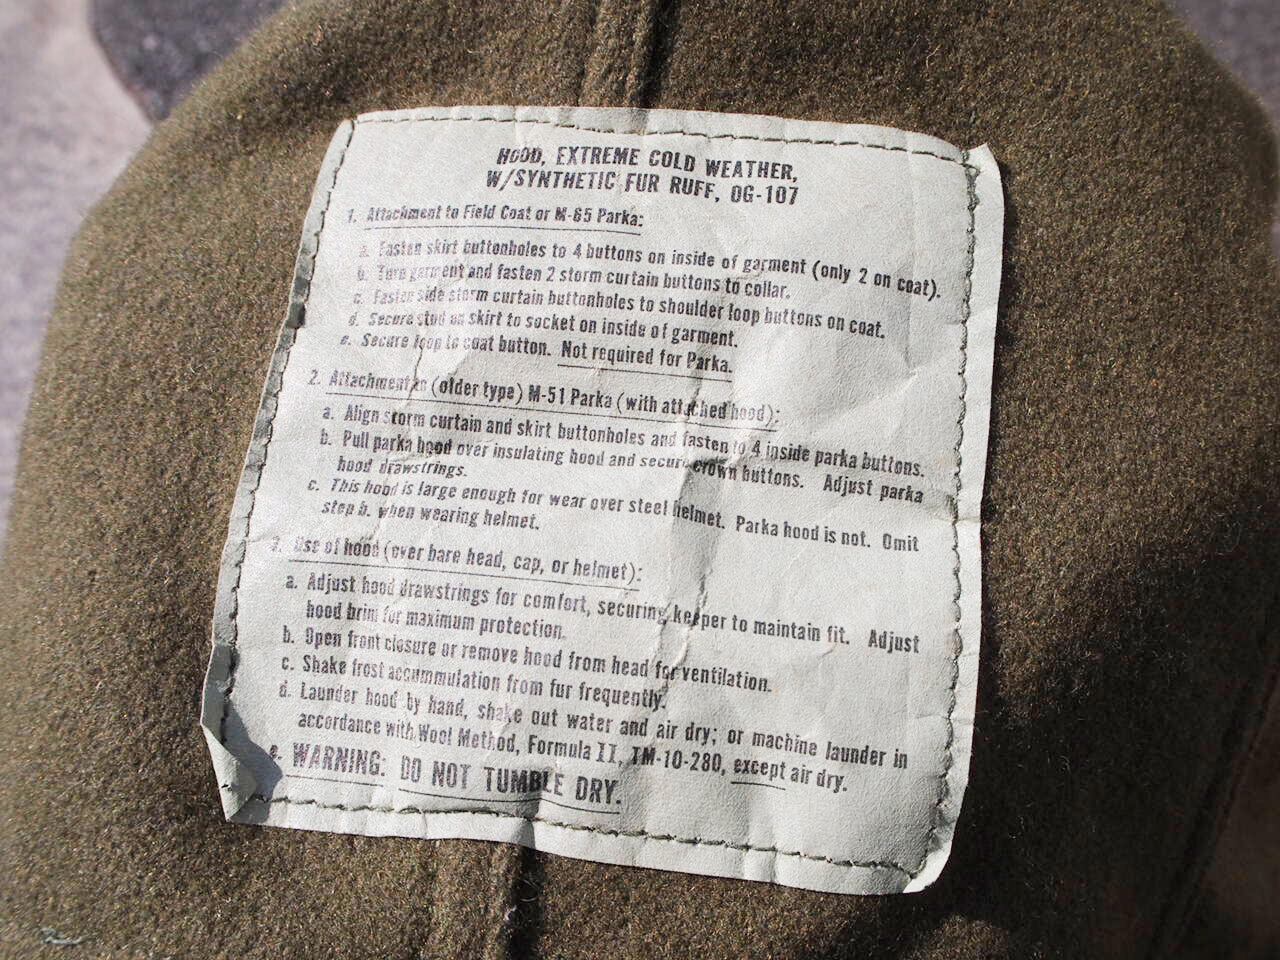 HOOD, EXTREME COLD WEATHER,
W/SYNTHETIC FUR RUFF, OG-107
1. Attachment to Field Coat or M-65 Parka:
a. Fasten skirt buttonholes to 4 buttons on inside of garment (only 2 on coat).
b. Turn garment and fasten 2 storm curtain buttons to collar.
c. Fasten side storm curtain buttonholes to shoulder loop buttons on coat.
d. Secure stud on skirt to socket on inside of garment.
e. Secure loop to coat button. Not required for Parka.
2. Attachment to (older type) M-51 Parka (with attached hood):
a. Align storm curtain and skirt buttonholes and fasten to 4 inside parka buttons.
b. Pull parka hood over insulating hood and secure crown buttons. Adjust parka
hood drawstrings.
c. This hood is large enough for wear over steel helmet. Parka hood is not. Omit
step b. when wearing helmet.
3. Use of hood (over bare head, cap, or helmet):
a. Adjust hood drawstrings for comfort, securing keeper to maintain fit. Adjust
hood brim for maximum protection.
b. Open front closure or remove hood from head for ventilation.
c. Shake frost accummulation from fur frequently.
d. Launder hood by hand, shake out water and air dry; or machine launder in
accordance with Wool Method, Formula II, TM-10-280, except air dry.
e. WARNING: DO NOT TUMBLE DRY.